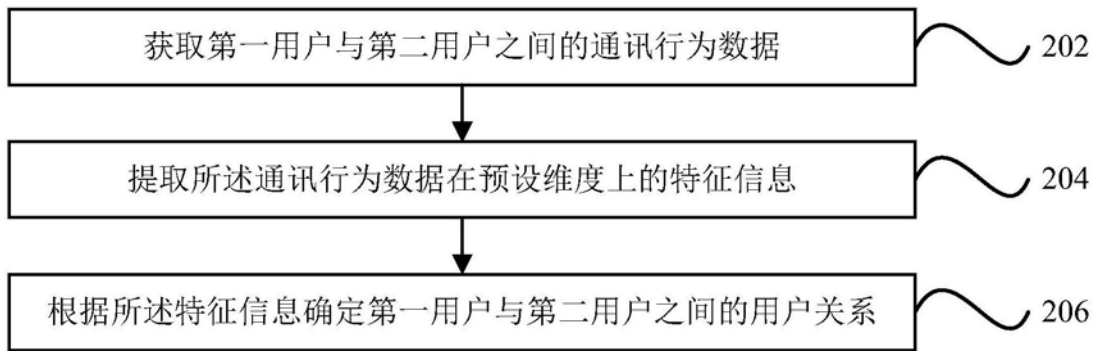 获取第一用户与第二用户之间的通讯行为数据
202
提取所述通讯行为数据在预设维度上的特征信息
204
根据所述特征信息确定第一用户与第二用户之间的用户关系
206